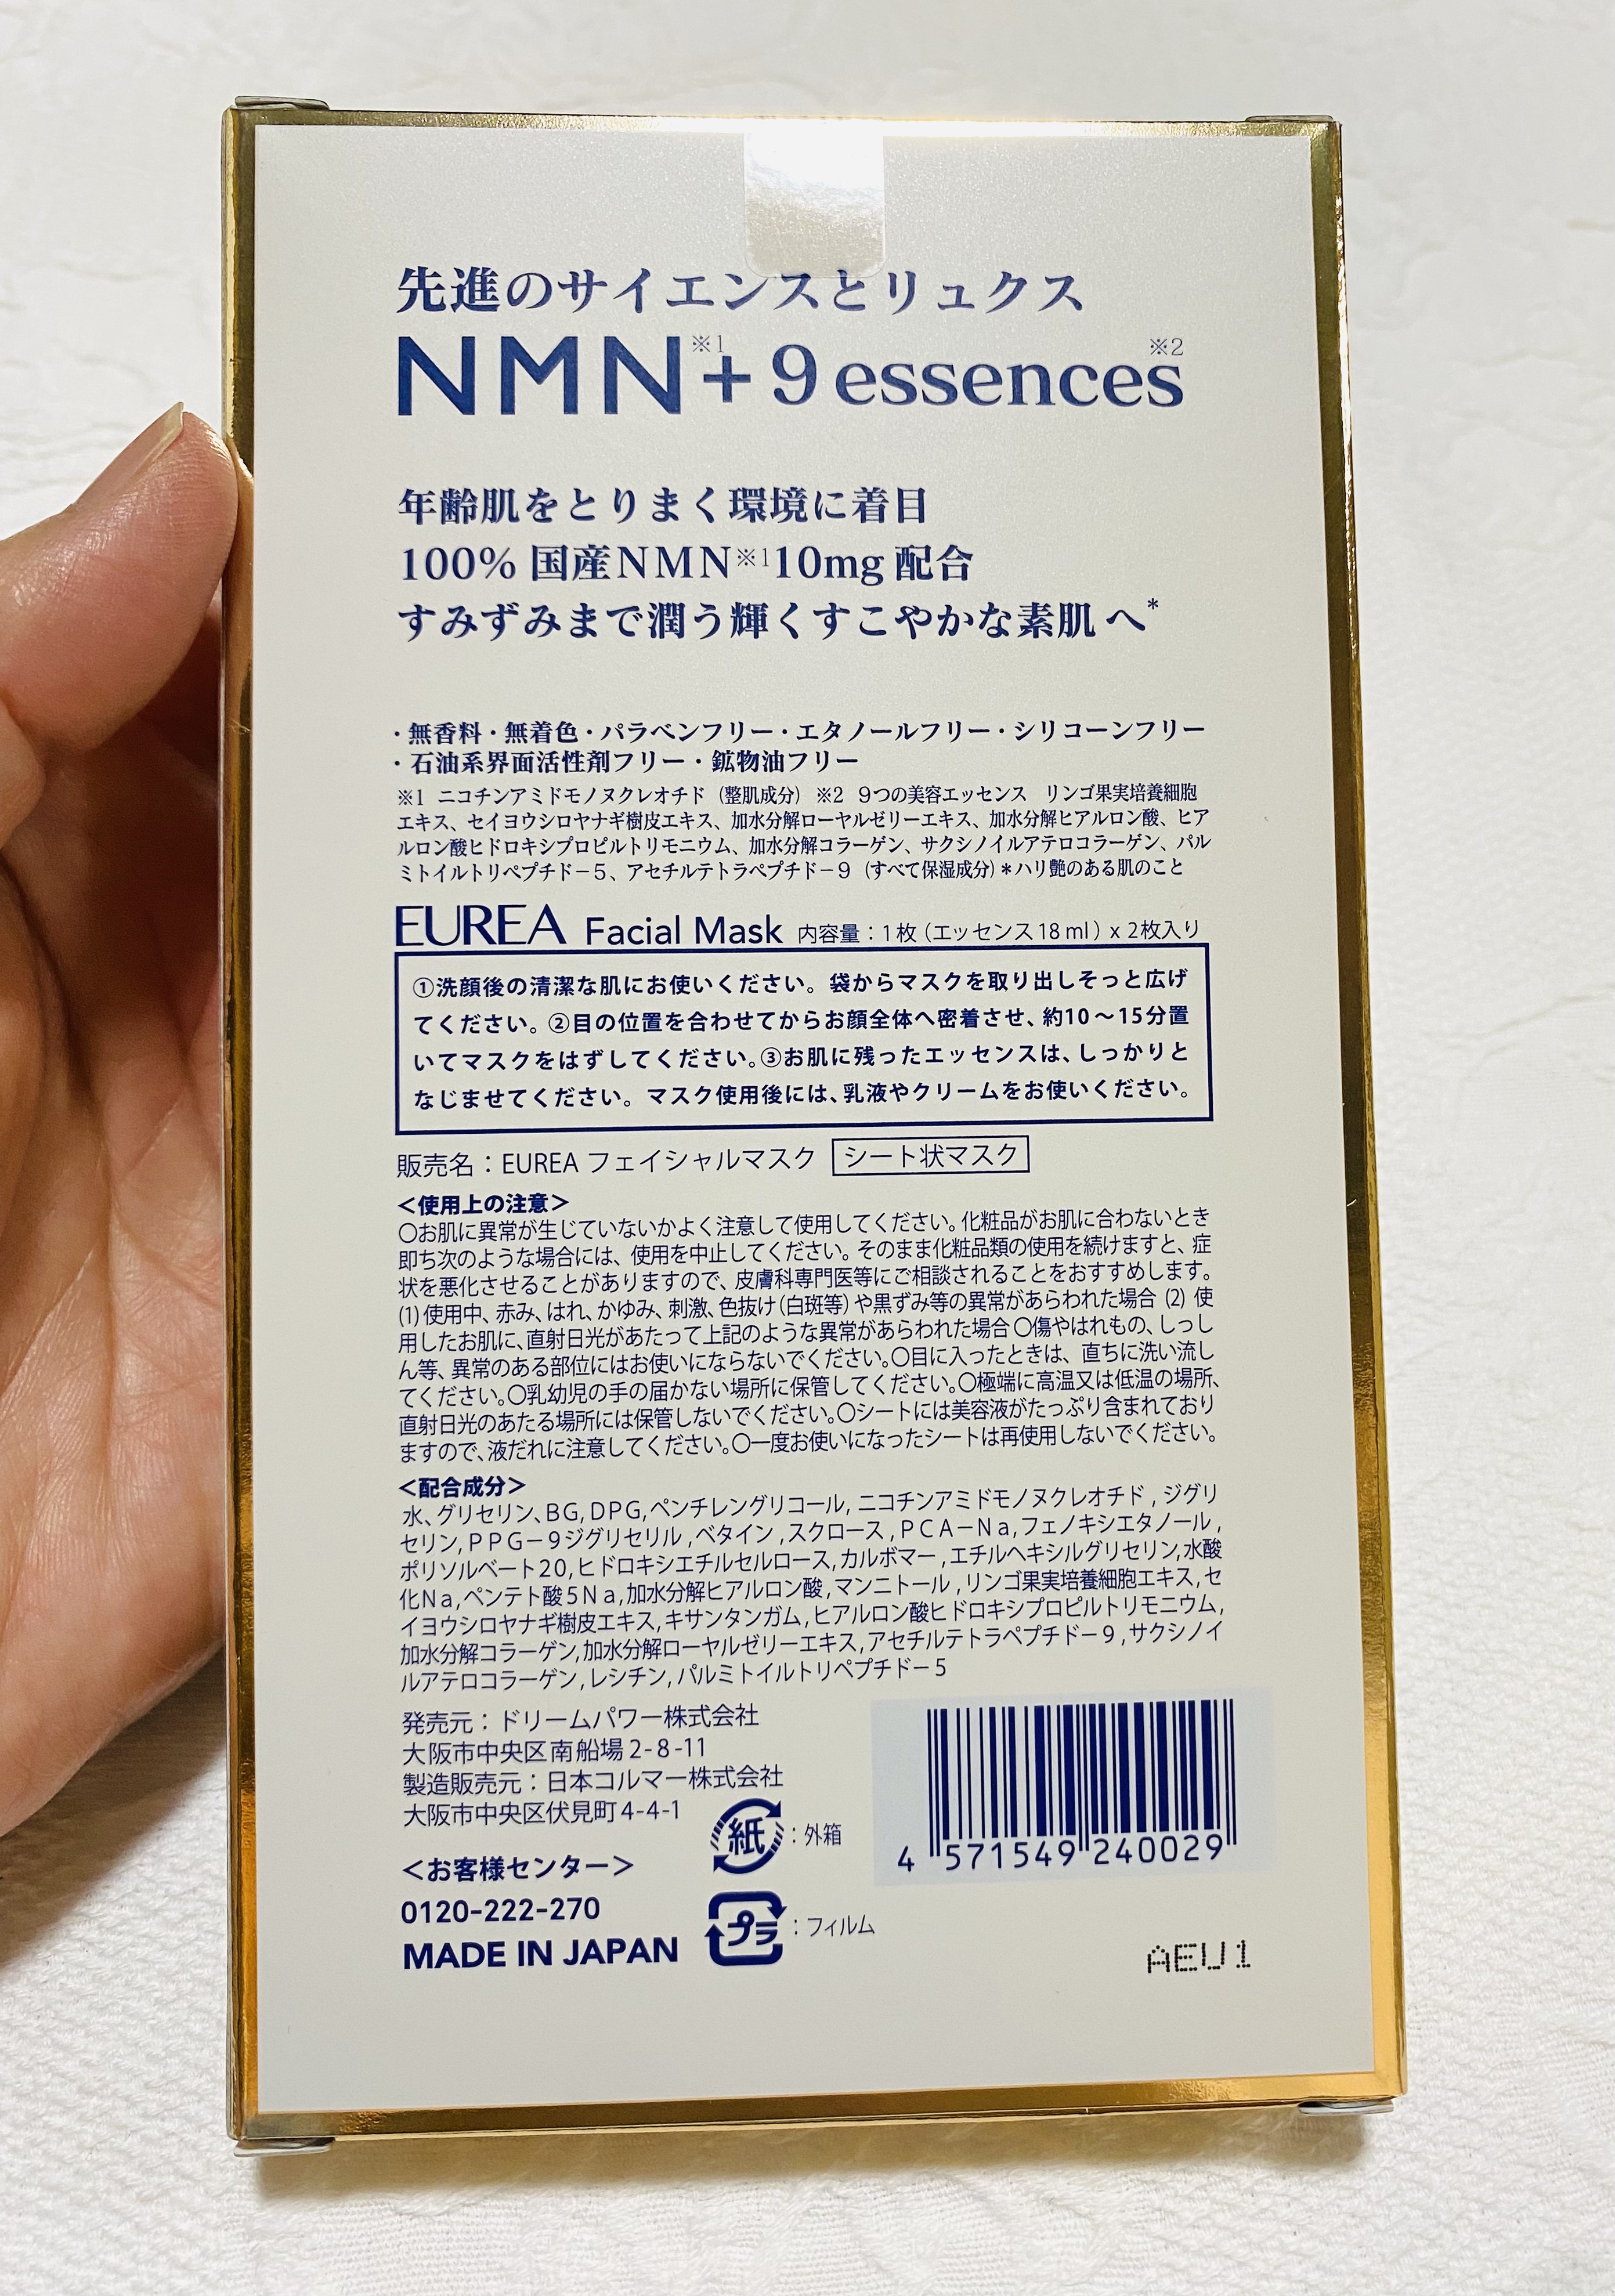 先進のサイエンスとリュクス
NMN※1+9essences※2
年齢肌をとりまく環境に着目
100% 国産NMN※110mg 配合
すみずみまで潤う輝くすこやかな素肌へ*
・無香料・無着色・パラベンフリー・エタノールフリー・シリコーンフリー
・石油系界面活性剤フリー・鉱物油フリー
※1 ニコチンアミドモノヌクレオチド（整肌成分）※2 9つの美容エッセンス リンゴ果実培養細胞
エキス、セイヨウシロヤナギ樹皮エキス、加水分解ローヤルゼリーエキス、加水分解ヒアルロン酸、ヒア
ルロン酸ヒドロキシプロピルトリモニウム、加水分解コラーゲン、サクシノイルアテロコラーゲン、パル
ミトイルトリペプチド－5、アセチルテトラペプチド－9（すべて保湿成分）*ハリ艶のある肌のこと
EUREA Facial Mask 内容量：1枚（エッセンス18ml）x 2枚入り
①洗顔後の清潔な肌にお使いください。袋からマスクを取り出しそっと広げ
てください。②目の位置を合わせてからお顔全体へ密着させ、約10～15分置
いてマスクをはずしてください。③お肌に残ったエッセンスは、しっかりと
なじませてください。マスク使用後には、乳液やクリームをお使いください。
販売名：EUREA フェイシャルマスク シート状マスク
＜使用上の注意＞
〇お肌に異常が生じていないかよく注意して使用してください。化粧品がお肌に合わないとき
即ち次のような場合には、使用を中止してください。そのまま化粧品類の使用を続けますと、症
状を悪化させることがありますので、皮膚科専門医等にご相談されることをおすすめします。
(1)使用中、赤み、はれ、かゆみ、刺激、色抜け（白斑等）や黒ずみ等の異常があらわれた場合 (2) 使
用したお肌に、直射日光があたって上記のような異常があらわれた場合〇傷やはれもの、しっし
ん等、異常のある部位にはお使いにならないでください。〇目に入ったときは、直ちに洗い流し
てください。〇乳幼児の手の届かない場所に保管してください。〇極端に高温又は低温の場所、
直射日光のあたる場所には保管しないでください。〇シートには美容液がたっぷり含まれており
ますので、液だれに注意してください。〇一度お使いになったシートは再使用しないでください。
＜配合成分＞
水、グリセリン、BG,DPG,ペンチレングリコール,ニコチンアミドモノヌクレオチド,ジグリ
セリン,PPG－9ジグリセリル,ベタイン,スクロース,PCA－Na,フェノキシエタノール,
ポリソルベート20,ヒドロキシエチルセルロース,カルボマー,エチルヘキシルグリセリン,水酸
化Na,ペンテト酸5Na,加水分解ヒアルロン酸,マンニトール,リンゴ果実培養細胞エキス,セ
イヨウシロヤナギ樹皮エキス,キサンタンガム,ヒアルロン酸ヒドロキシプロピルトリモニウム,
加水分解コラーゲン,加水分解ローヤルゼリーエキス,アセチルテトラペプチド－9,サクシノイ
ルアテロコラーゲン,レシチン,パルミトイルトリペプチド－5
発売元：ドリームパワー株式会社
大阪市中央区南船場2-8-11
製造販売元：日本コルマー株式会社
大阪市中央区伏見町4-4-1
紙：外箱
4 571549 240029
＜お客様センター＞
0120-222-270
プラ：フィルム
MADE IN JAPAN
AEU1